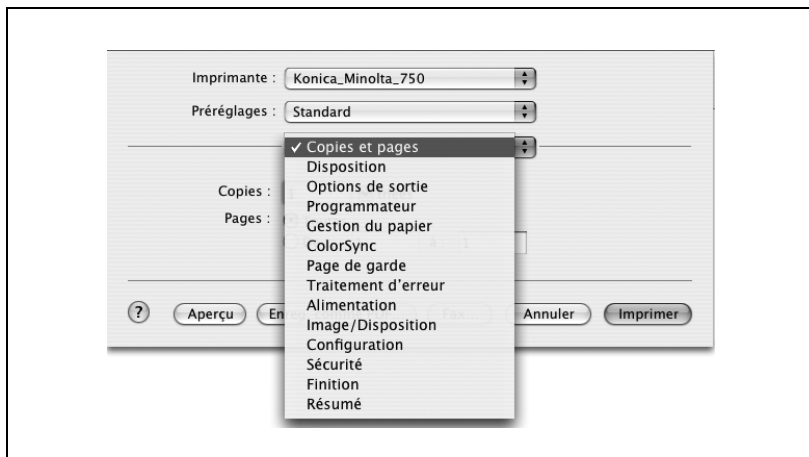 Imprimante : Konica_Minolta_750
Préréglages : Standard
✓ Copies et pages
Disposition
Options de sortie
Copies :
Programmateur
Pages :
Gestion du papier
ColorSync
Page de garde
Traitement d'erreur
Alimentation
Image/Disposition
Configuration
Sécurité
Finition
Résumé
? Aperçu Annuler Imprimer